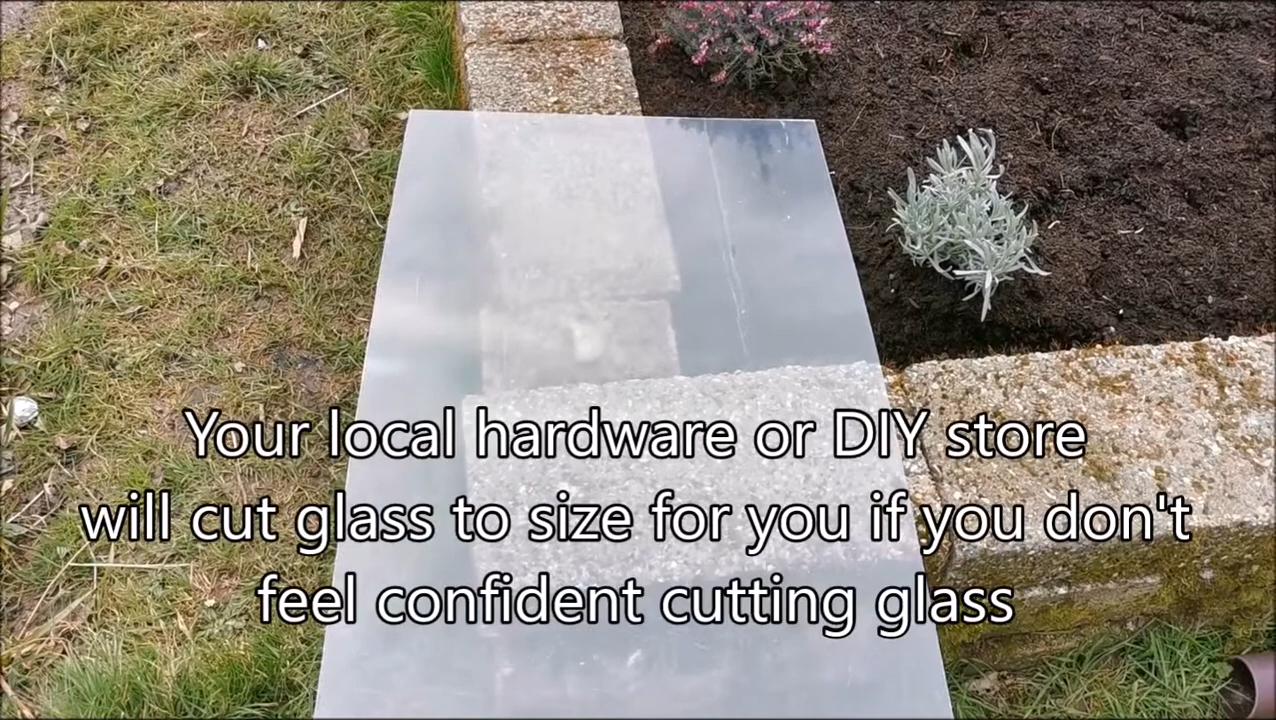 Your local hardware or DIY store
will cut glass to size for you if you don't
feel confident cutting glass